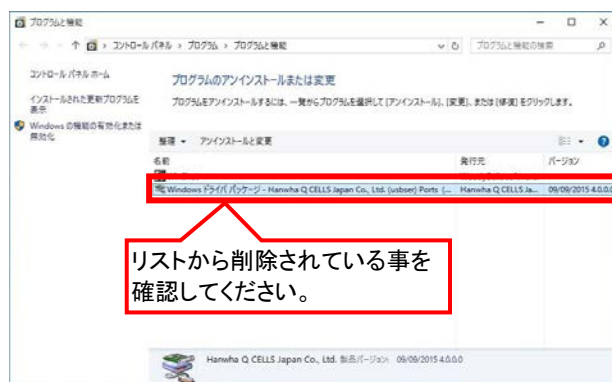 プログラムと機能
コントロール パネル › プログラム › プログラムと機能
プログラムと機能の検索
コントロール パネル ホーム
インストールされた更新プログラムを
表示
Windows の機能の有効化または
無効化
プログラムのアンインストールまたは変更
プログラムをアンインストールするには、一覧からプログラムを選択して [アンインストール]、[変更]、または [修復] をクリックします。
整理 ▾ アンインストールと変更
名前 発行元 バージョン
Windows ドライバ パッケージ - Hanwha Q CELLS Japan Co., Ltd. (usbser) Ports (... Hanwha Q CELLS Ja... 09/09/2015 4.0.0.0
リストから削除されている事を
確認してください。
Hanwha Q CELLS Japan Co., Ltd. 製品バージョン: 09/09/2015 4.0.0.0